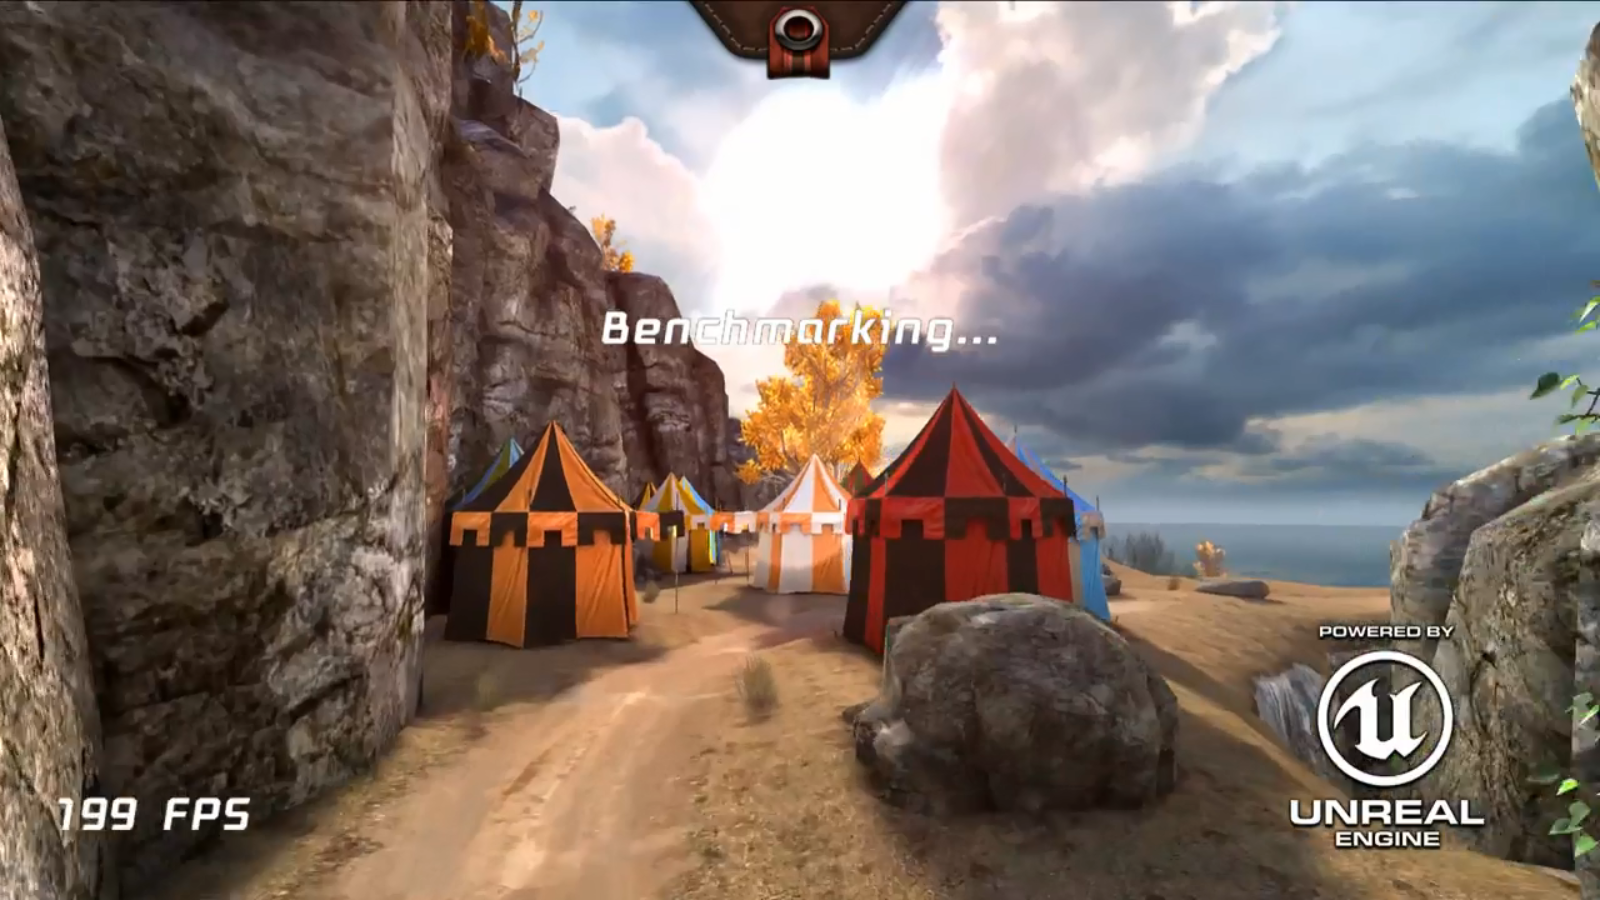 Benchmarking...
POWERED BY
UNREAL
ENGINE
199 FPS